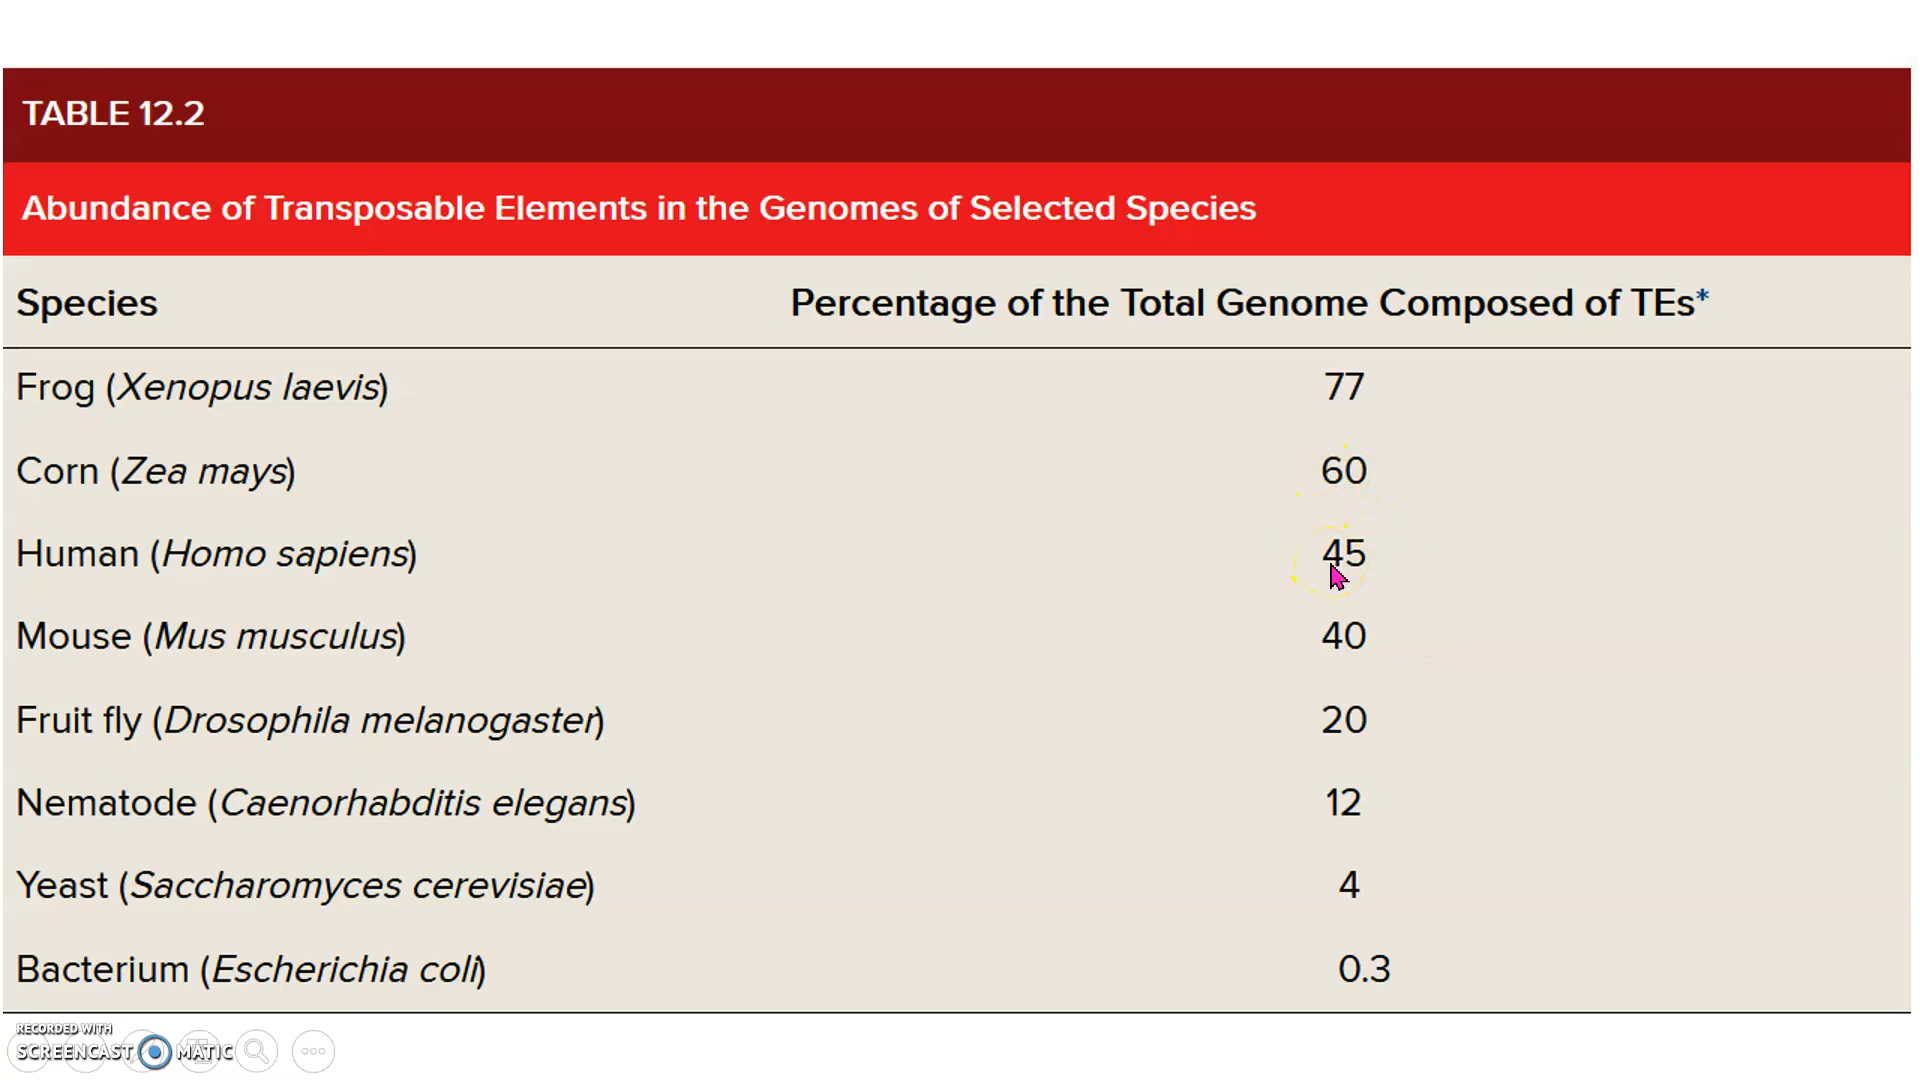 TABLE 12.2
Abundance of Transposable Elements in the Genomes of Selected Species
Species Percentage of the Total Genome Composed of TEs*
Frog (Xenopus laevis) 77
Corn (Zea mays) 60
Human (Homo sapiens) 45
Mouse (Mus musculus) 40
Fruit fly (Drosophila melanogaster) 20
Nematode (Caenorhabditis elegans) 12
Yeast (Saccharomyces cerevisiae) 4
Bacterium (Escherichia coli) 0.3
RECORDED WITH
SCREENCAST MATIC